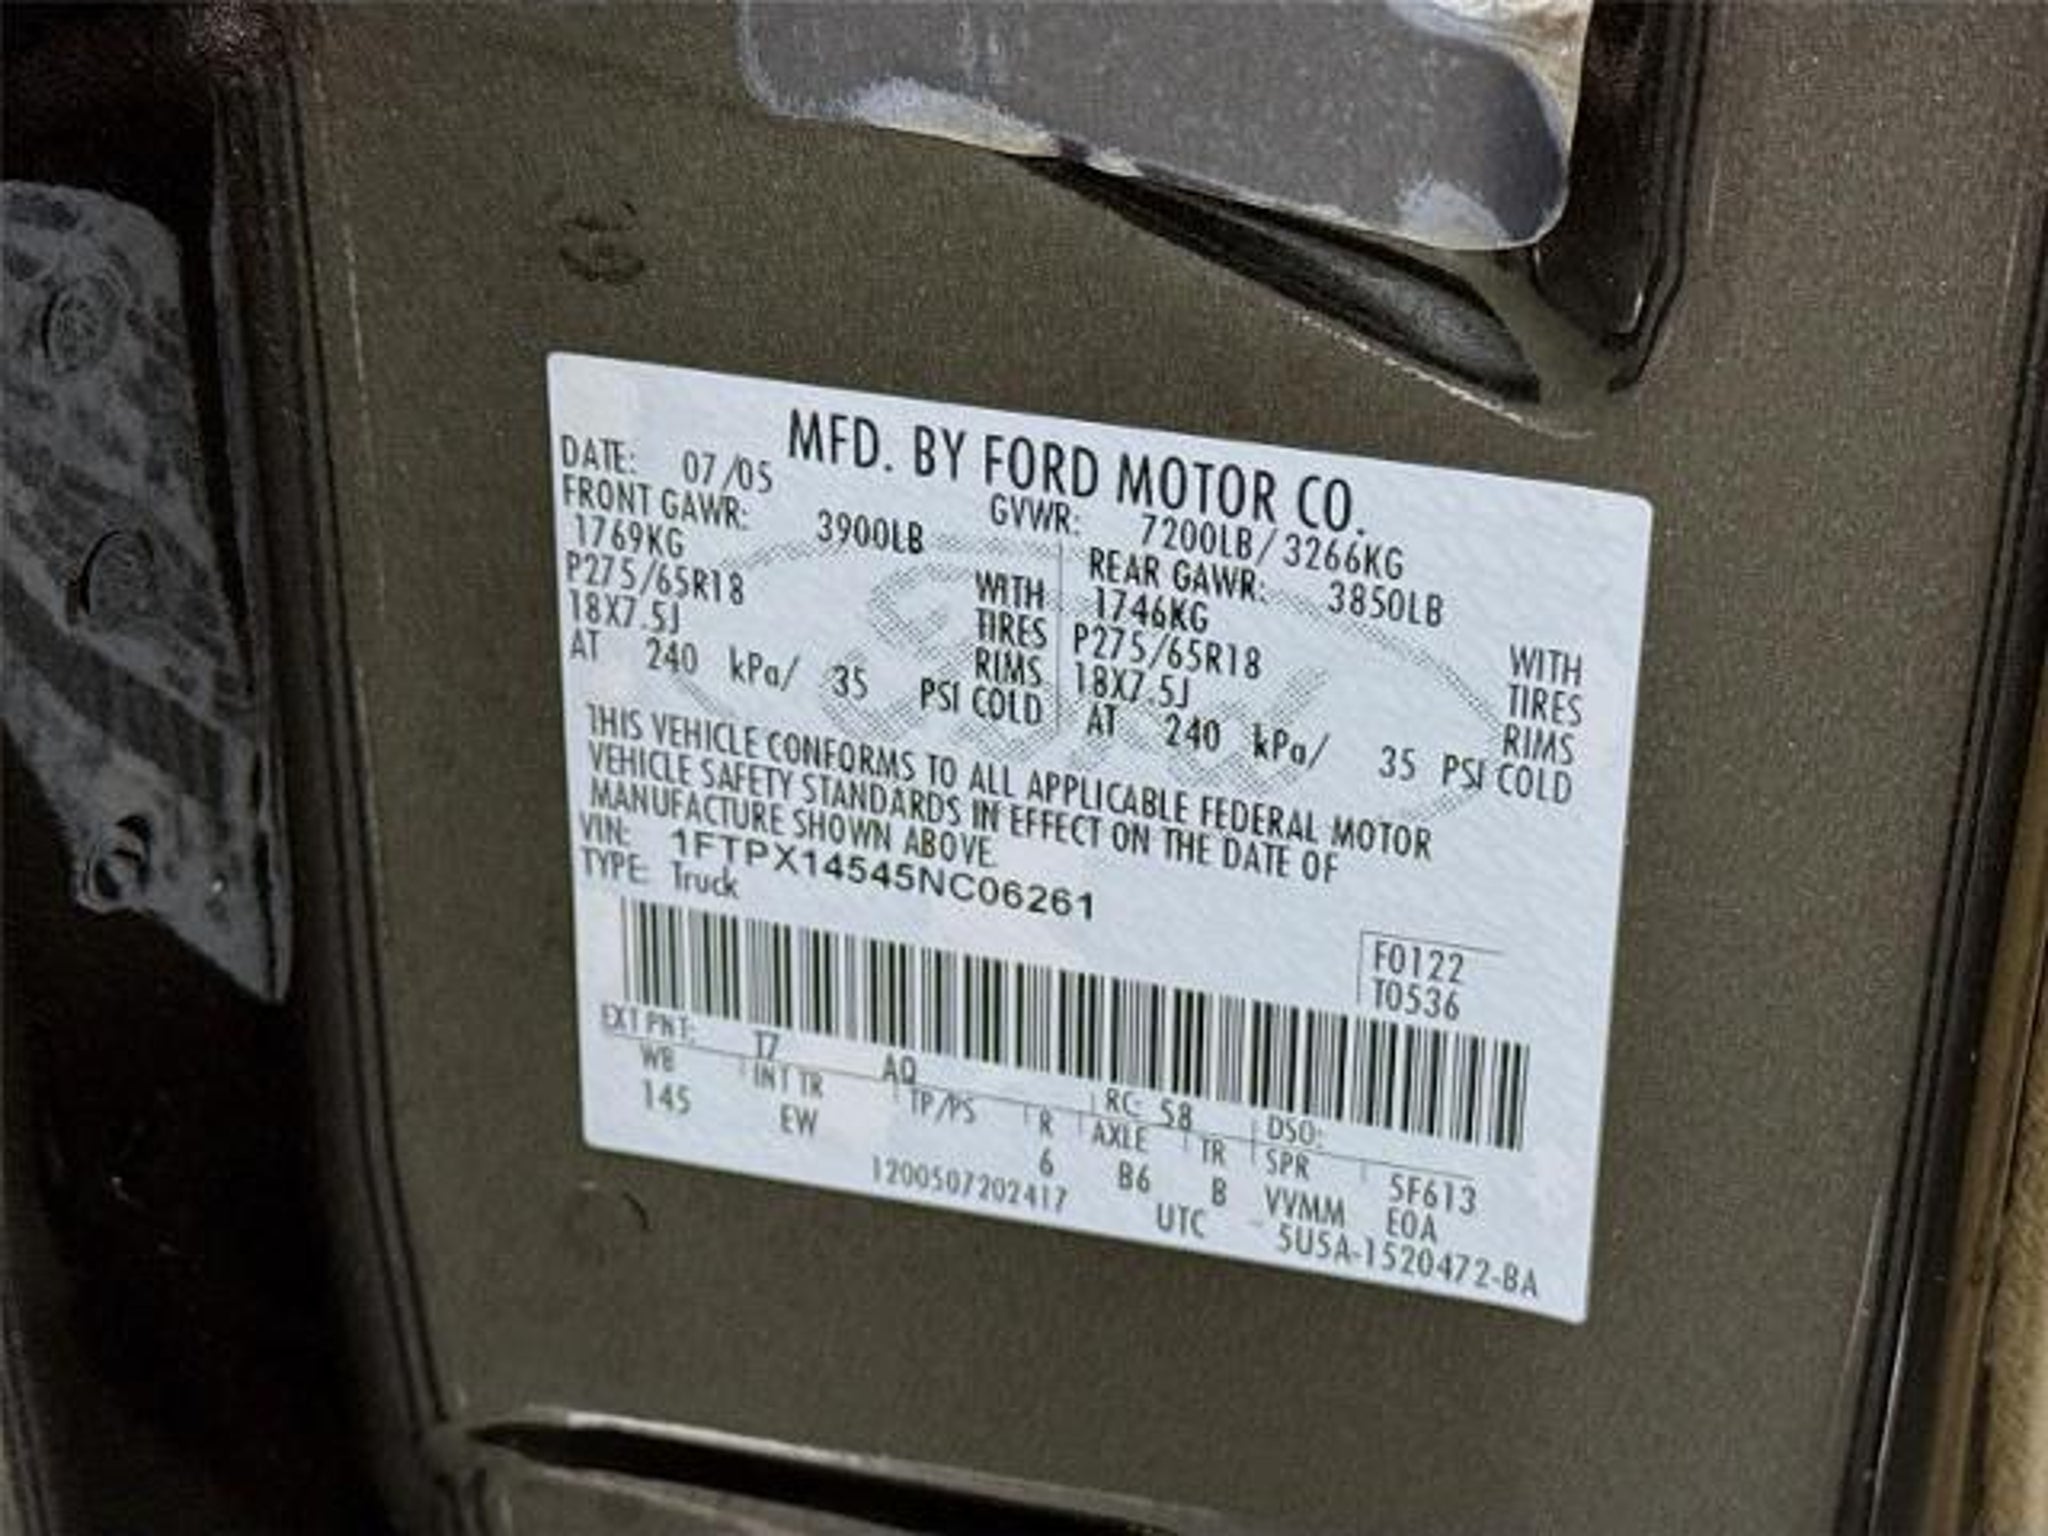 MFD. BY FORD MOTOR CO.
DATE: 07/05 GVWR: 7200LB/3266KG
FRONT GAWR: 3900LB REAR GAWR: 3850LB
1769KG WITH 1746KG WITH
P275/65R18 TIRES P275/65R18 TIRES
18X7.5J RIMS 18X7.5J RIMS
AT 240 kPa/ 35 PSI COLD AT 240 kPa/ 35 PSI COLD
THIS VEHICLE CONFORMS TO ALL APPLICABLE FEDERAL MOTOR
VEHICLE SAFETY STANDARDS IN EFFECT ON THE DATE OF
MANUFACTURE SHOWN ABOVE.
VIN: 1FTPX14545NC06261
TYPE: Truck
F0122
T0536
EXT PNT: T7 AQ RC: 58 DSO:
WB INT TR TP/PS R AXLE TR SPR 5F613
145 EW 6 B6 B VVMM EOA
1200507202417 UTC 5U5A-1520472-BA